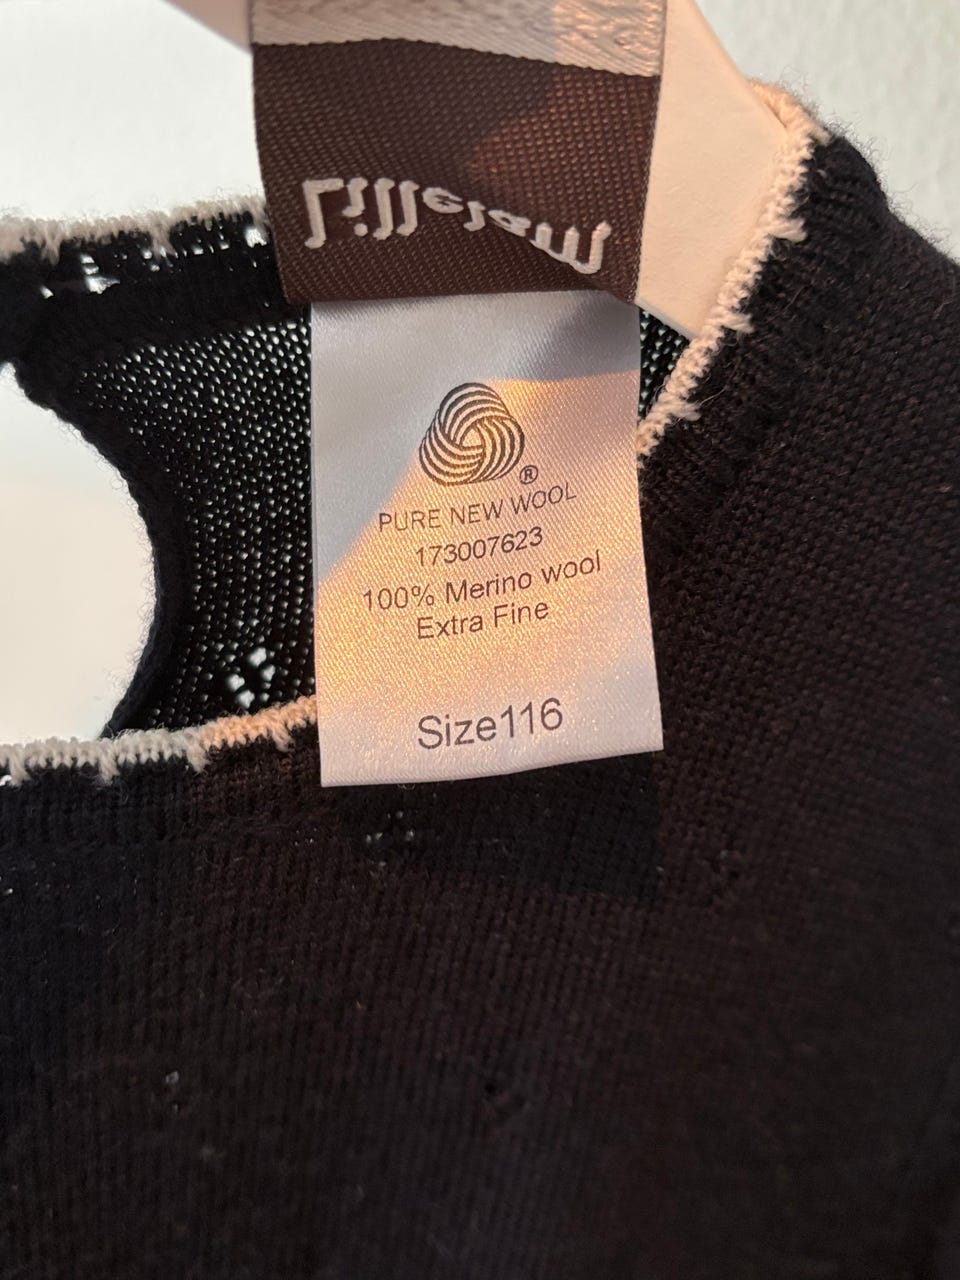 Lillelam
®
PURE NEW WOOL
173007623
100% Merino wool
Extra Fine
Size116